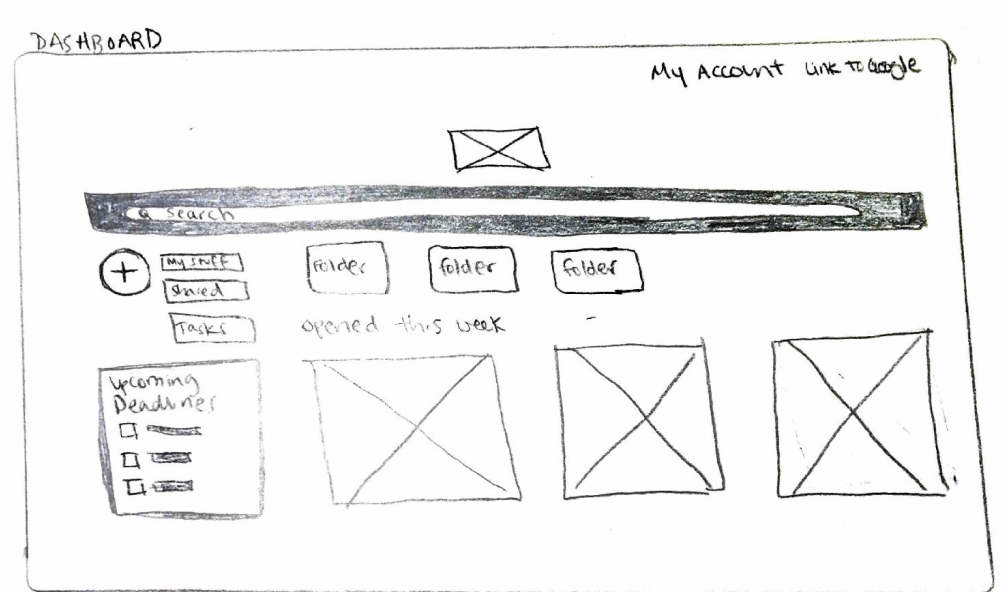 DASHBOARD
My Account Link to Google
search
My Stuff
Shared
Tasks
Folder
folder
folder
opened this week
Upcoming
Deadlines